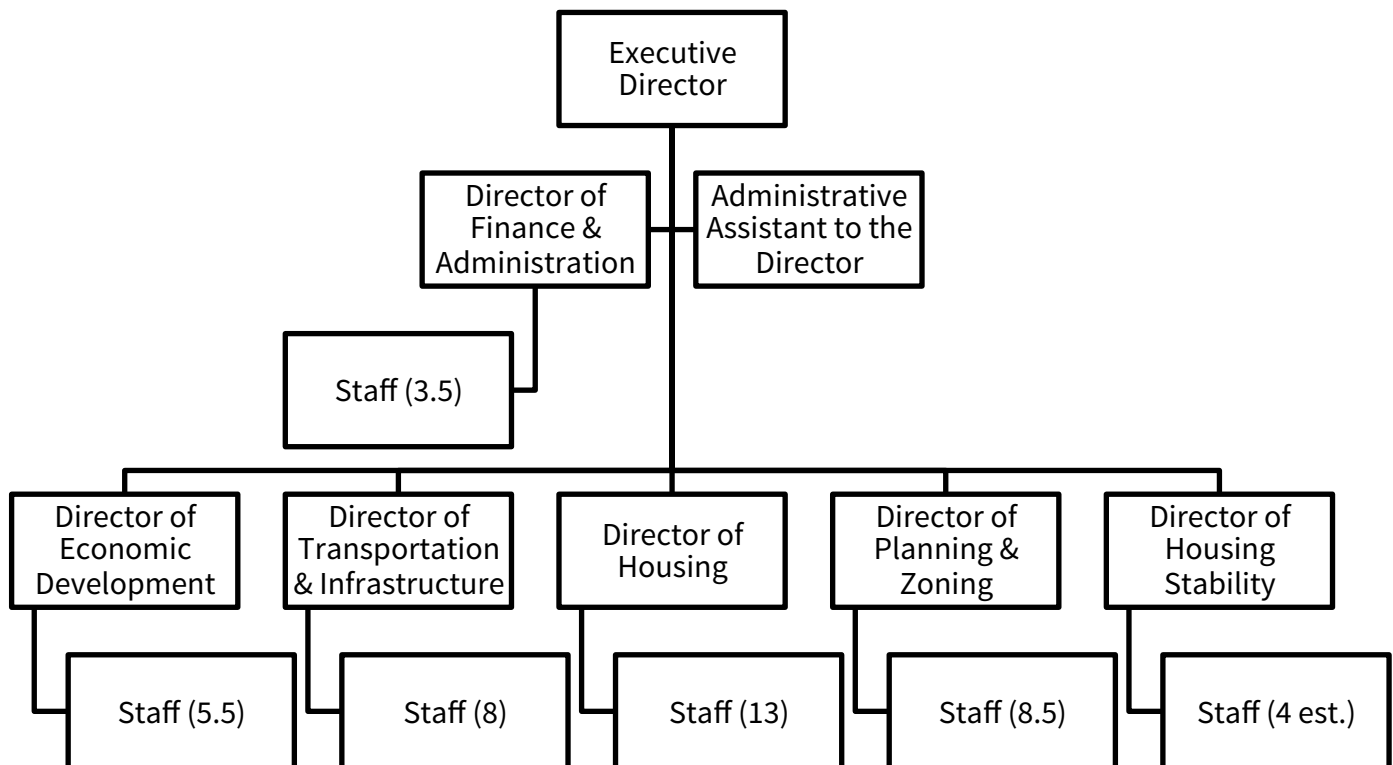 Executive
Director
Director of
Finance &
Administration
Administrative
Assistant to the
Director
Staff (3.5)
Director of
Economic
Development
Director of
Transportation
& Infrastructure
Director of
Housing
Director of
Planning &
Zoning
Director of
Housing
Stability
Staff (5.5)
Staff (8)
Staff (13)
Staff (8.5)
Staff (4 est.)